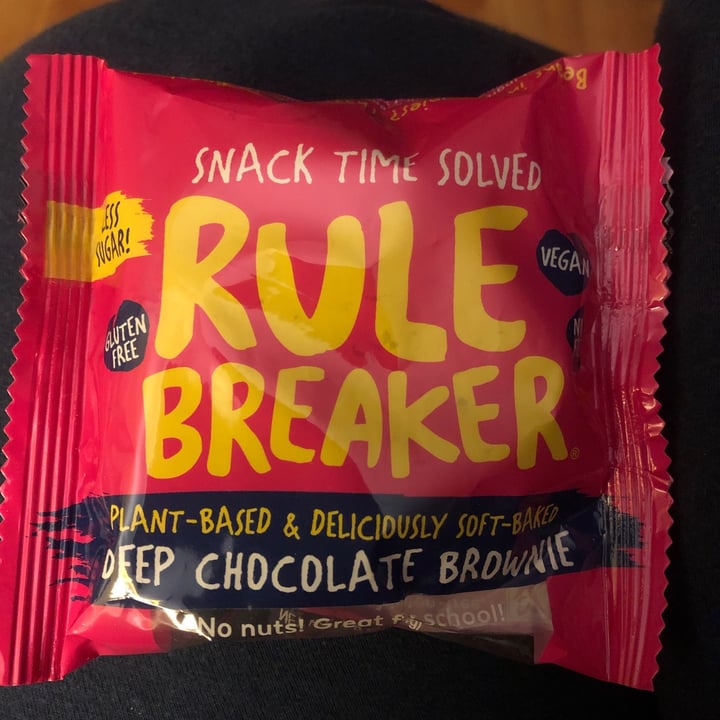 SNACK TIME SOLVED
LESS
SUGAR!
RULE
BREAKER®
VEGAN
GLUTEN
FREE
PLANT-BASED & DELICIOUSLY SOFT-BAKED
DEEP CHOCOLATE BROWNIE
No nuts! Great school!